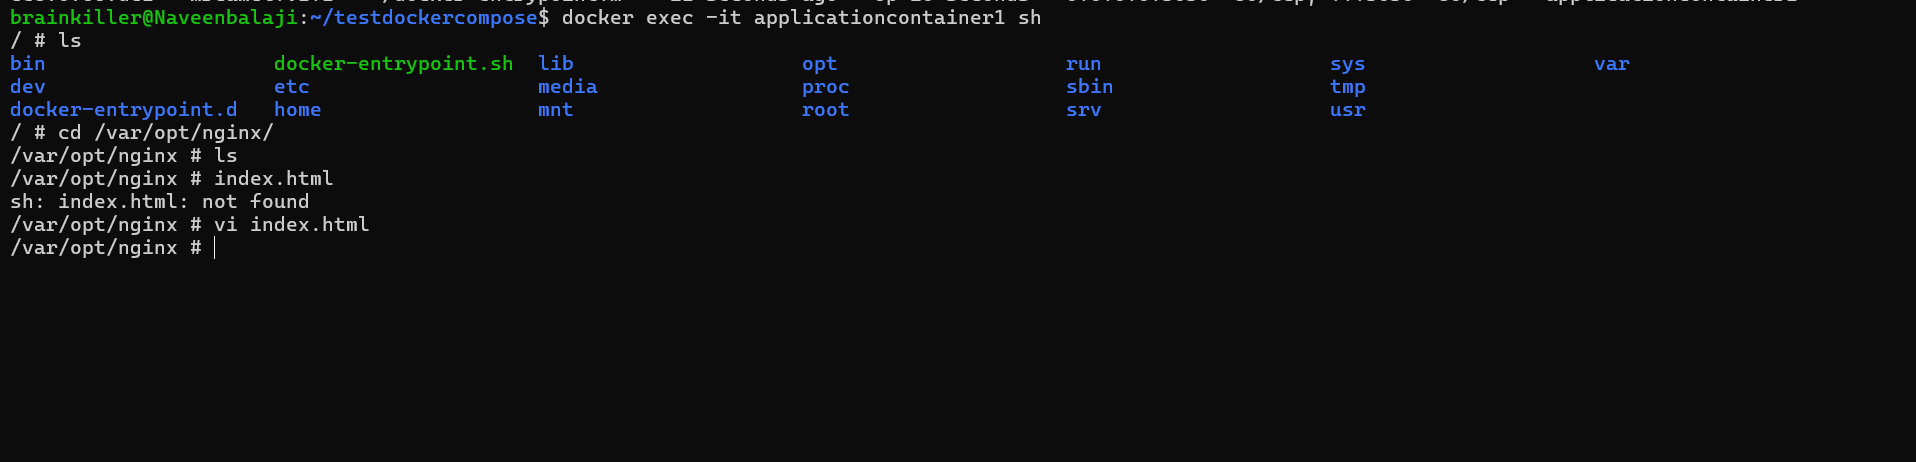 brainkiller@Naveenbalaji:~/testdockercompose$ docker exec -it applicationcontainer1 sh
/ # ls
bin docker-entrypoint.sh lib opt run sys var
dev etc media proc sbin tmp
docker-entrypoint.d home mnt root srv usr
/ # cd /var/opt/nginx/
/var/opt/nginx # ls
/var/opt/nginx # index.html
sh: index.html: not found
/var/opt/nginx # vi index.html
/var/opt/nginx #